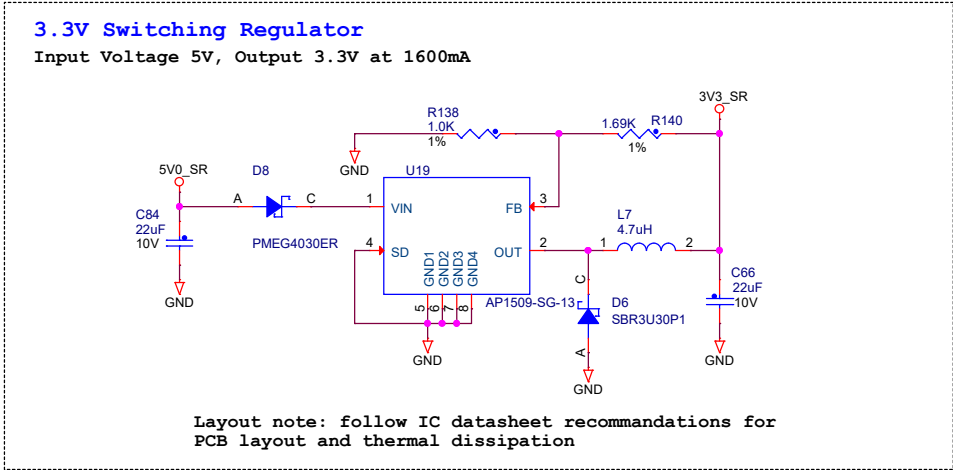 3.3V Switching Regulator
Input Voltage 5V, Output 3.3V at 1600mA
3V3_SR
R138
1.0K
1%
1.69K R140
1%
GND
5V0_SR
D8
U19
A C
1
VIN
FB
3
C84
22uF
10V
PMEG4030ER
4
SD
OUT
2
L7
4.7uH
1 2
GND1
GND2
GND3
GND4
5
6
7
8
AP1509-SG-13
C
D6
SBR3U30P1
A
C66
22uF
10V
GND
GND
GND
GND
Layout note: follow IC datasheet recommandations for
PCB layout and thermal dissipation